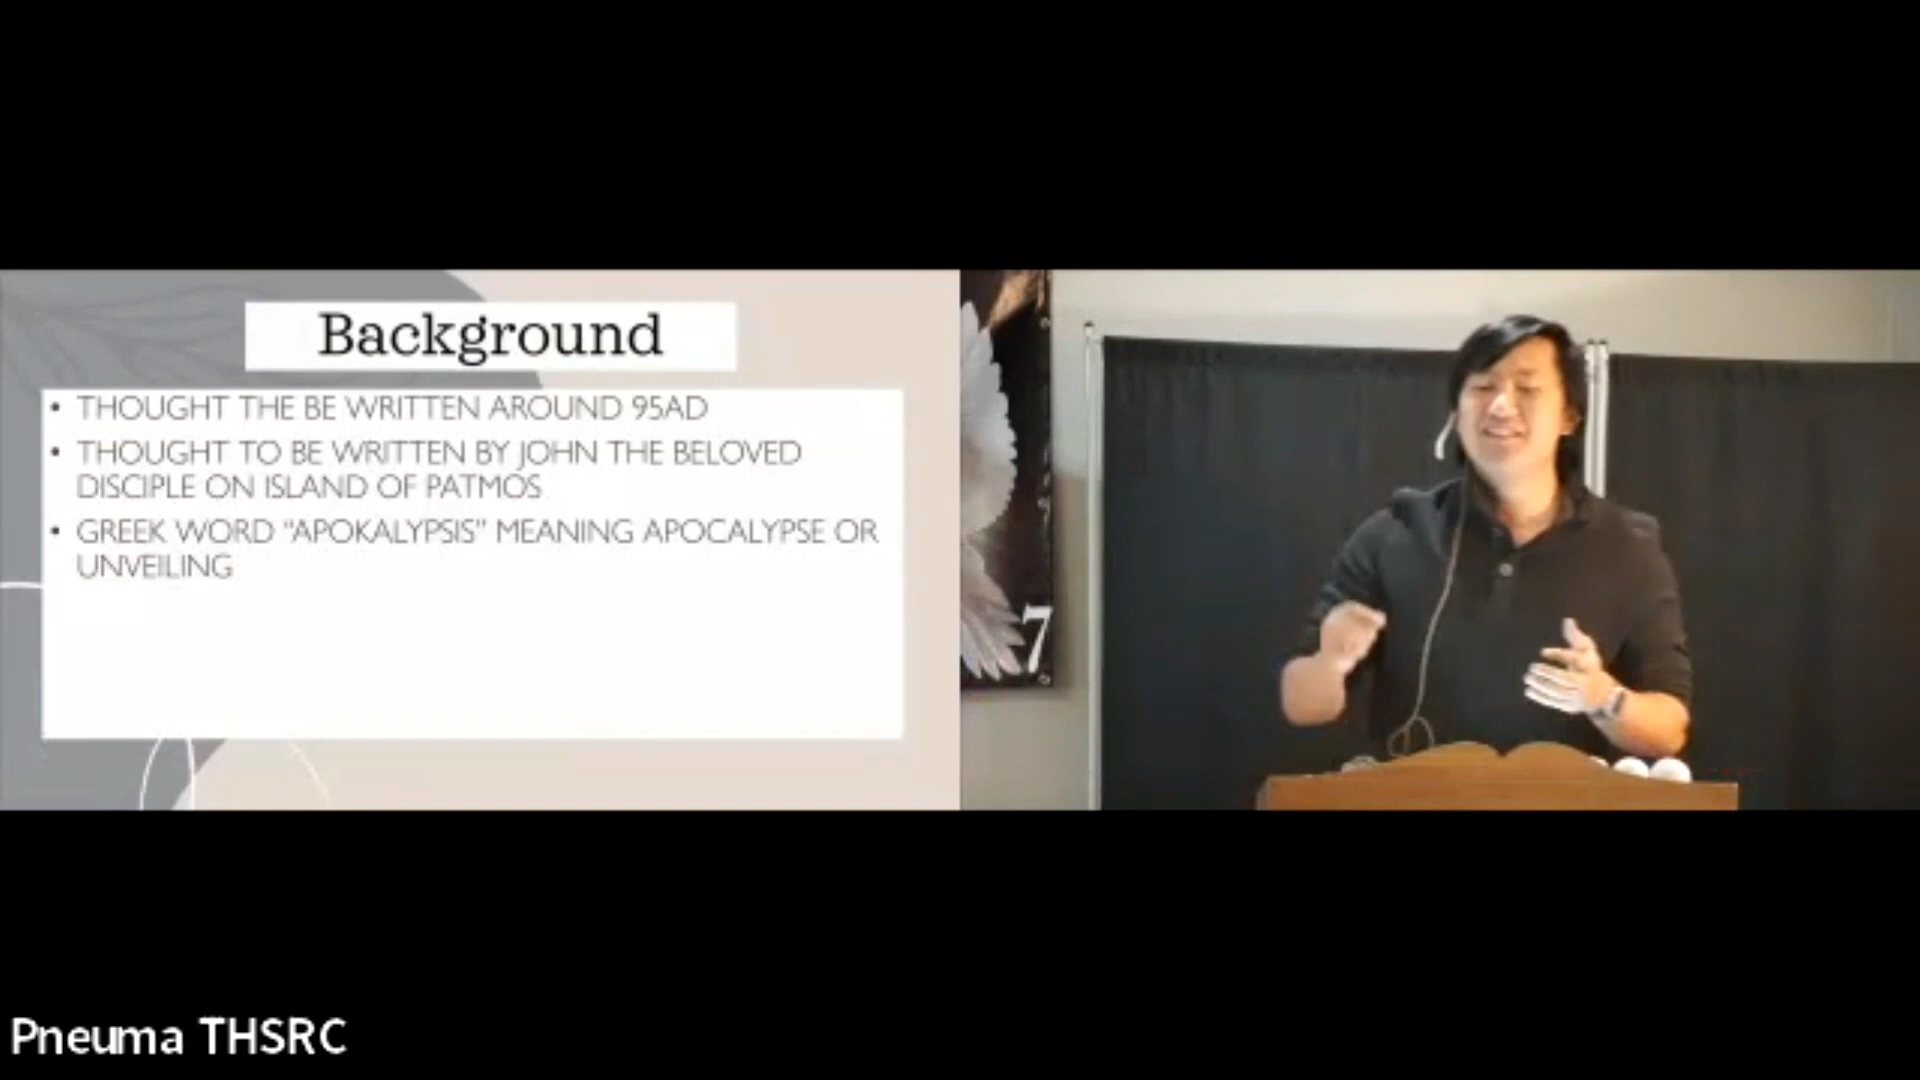 Background
• THOUGHT THE BE WRITTEN AROUND 95AD
• THOUGHT TO BE WRITTEN BY JOHN THE BELOVED
DISCIPLE ON ISLAND OF PATMOS
• GREEK WORD “APOKALYPSIS” MEANING APOCALYPSE OR
UNVEILING
7
Pneuma THSRC